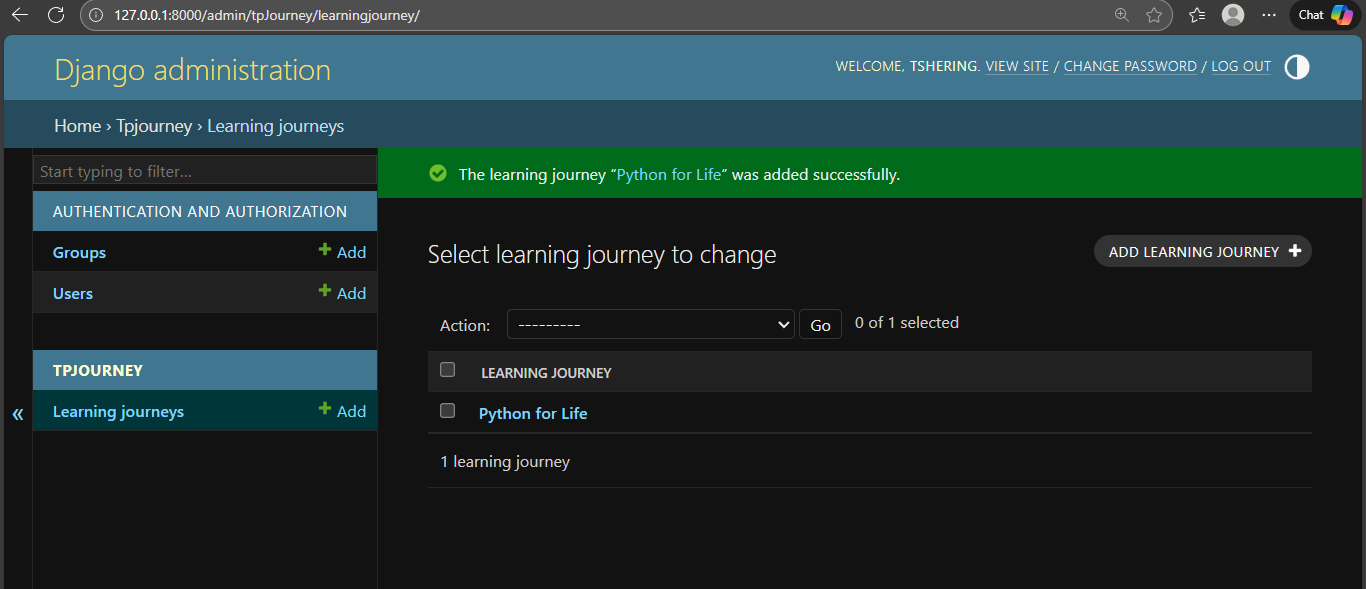 127.0.0.1:8000/admin/tpJourney/learningjourney/
Chat
Django administration
WELCOME, TSHERING. VIEW SITE / CHANGE PASSWORD / LOG OUT
Home › Tpjourney › Learning journeys
Start typing to filter...
The learning journey “Python for Life” was added successfully.
AUTHENTICATION AND AUTHORIZATION
Groups + Add
Users + Add
TPJOURNEY
Learning journeys + Add
«
Select learning journey to change
ADD LEARNING JOURNEY +
Action: --------- Go 0 of 1 selected
LEARNING JOURNEY
Python for Life
1 learning journey